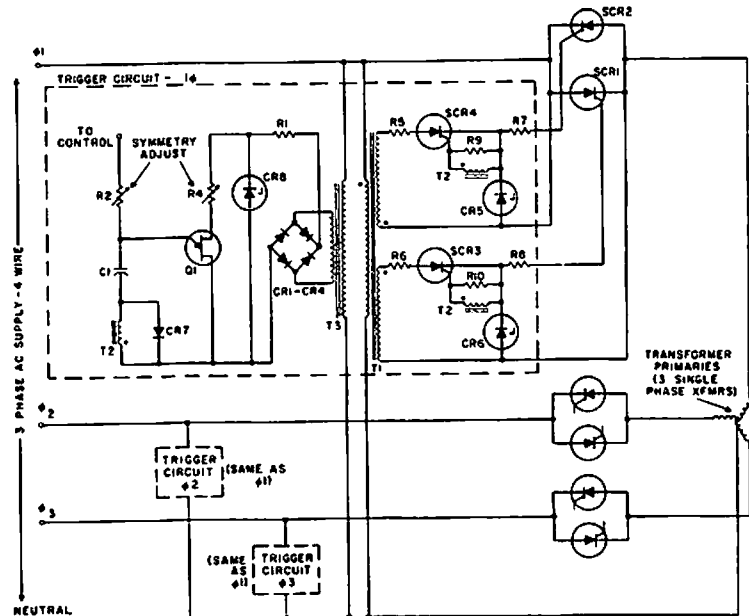 SCR2
φ1
TRIGGER CIRCUIT - 1φ
SCR1
TO CONTROL
SYMMETRY ADJUST
R1
R5
SCR4
R7
R9
T2
CR5
R2
R4
CR8
Q1
C1
CR1-CR4
T3
R6
SCR3
R8
R10
T2
CR6
T1
T2
CR7
3 PHASE AC SUPPLY - 4 WIRE
TRANSFORMER
PRIMARIES
(3 SINGLE
PHASE XFMRS)
φ2
TRIGGER
CIRCUIT
φ2
(SAME AS
φ1)
φ3
(SAME
AS
φ1)
TRIGGER
CIRCUIT
φ3
NEUTRAL